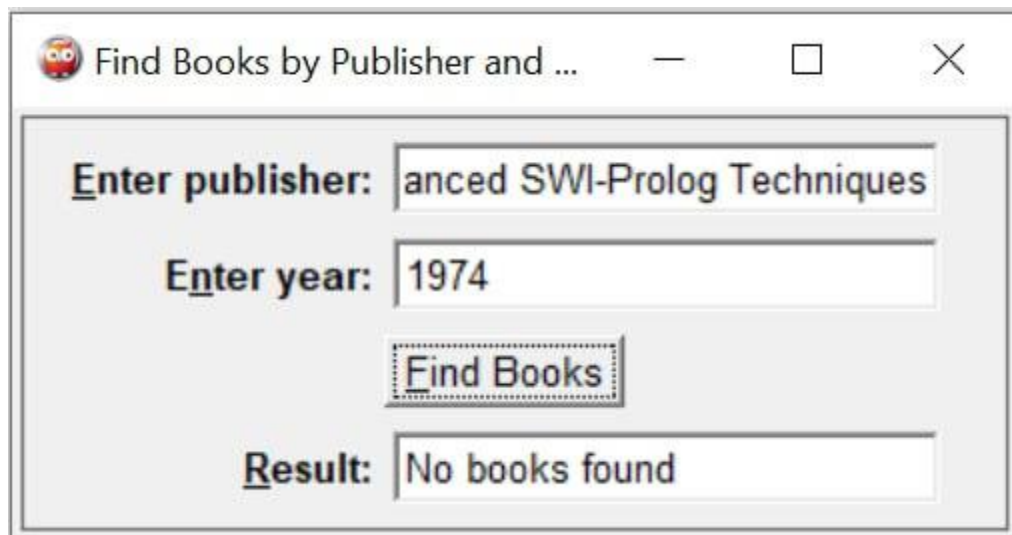 Find Books by Publisher and ...
Enter publisher: anced SWI-Prolog Techniques
Enter year: 1974
Find Books
Result: No books found